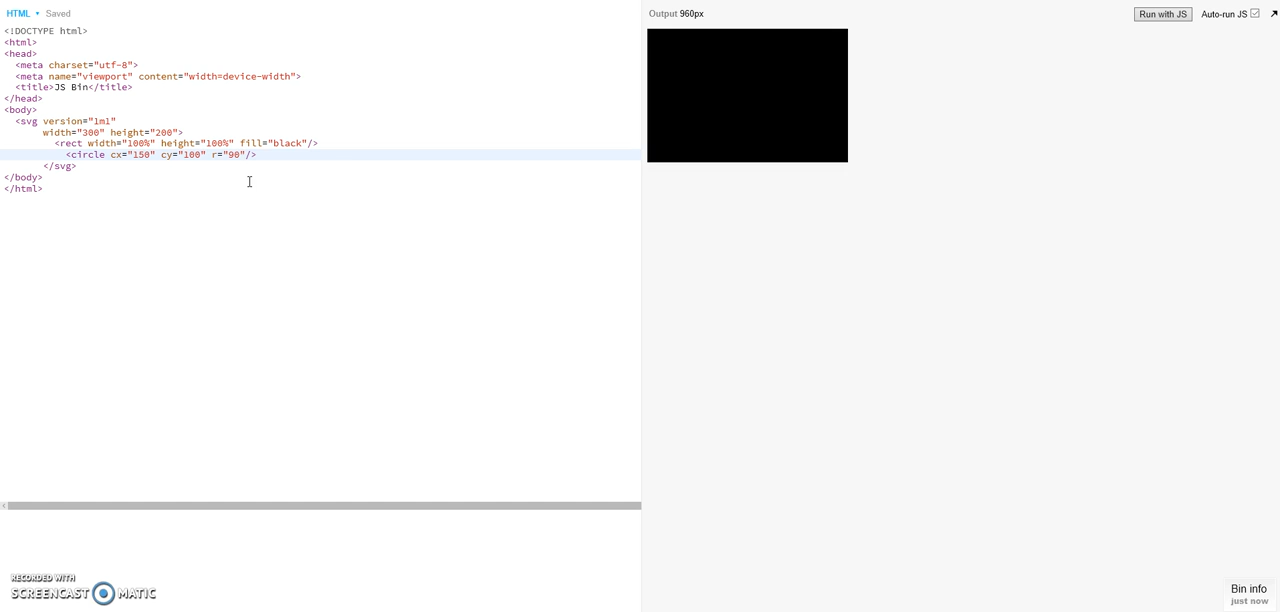 HTML Saved
<!DOCTYPE html>
<html>
<head>
<meta charset="utf-8">
<meta name="viewport" content="width=device-width">
<title>JS Bin</title>
</head>
<body>
<svg version="lml"
width="300" height="200">
<rect width="100%" height="100%" fill="black"/>
<circle cx="150" cy="100" r="90"/>
</svg>
</body>
</html>
Output 960px
Run with JS
Auto-run JS
RECORDED WITH
SCREENCAST MATIC
Bin info
just now